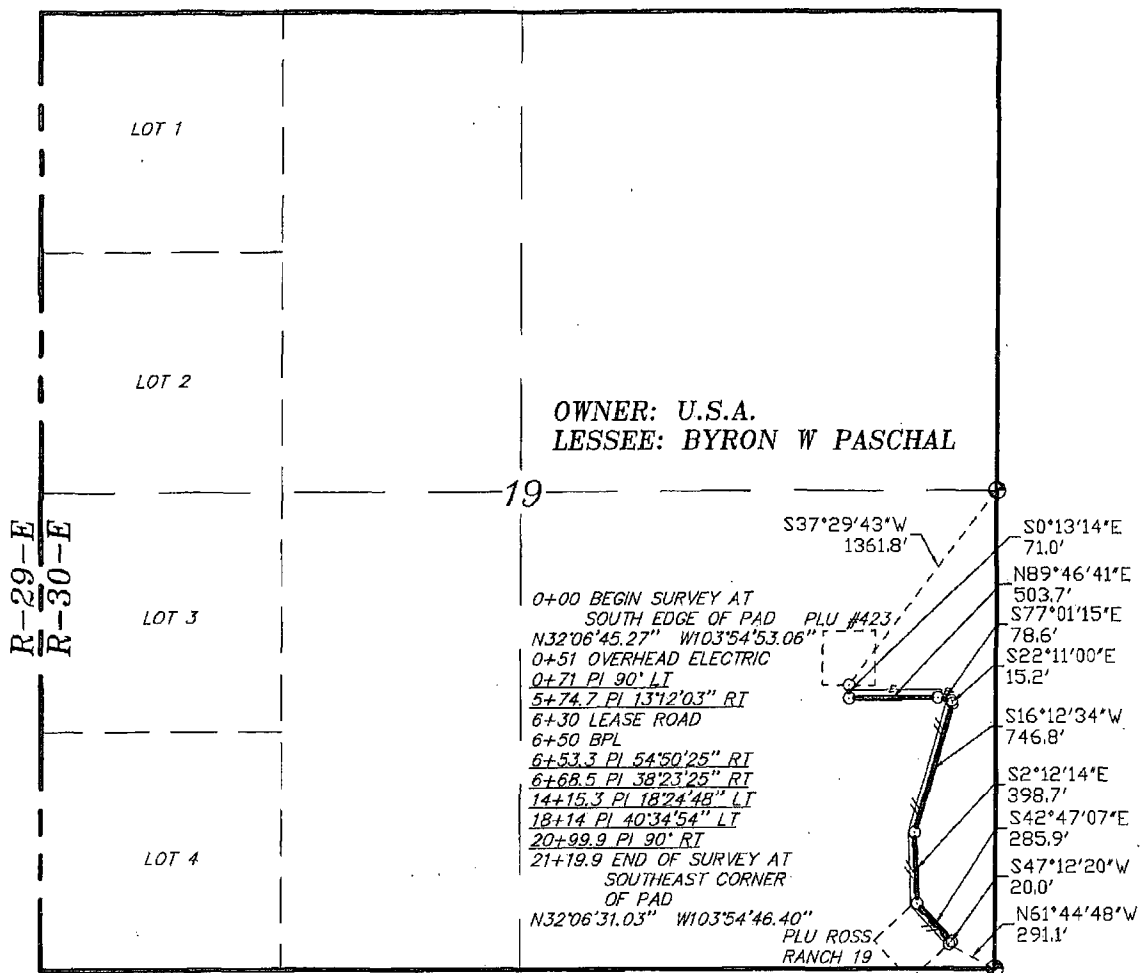 LOT 1
LOT 2
OWNER: U.S.A.
LESSEE: BYRON W PASCHAL
19
R-29-E
R-30-E
LOT 3
LOT 4
S37°29'43"W
1361.8'
S0°13'14"E
71.0'
N89°46'41"E
503.7'
S77°01'15"E
78.6'
S22°11'00"E
15.2'
S16°12'34"W
746.8'
S2°12'14"E
398.7'
S42°47'07"E
285.9'
S47°12'20"W
20.0'
N61°44'48"W
291.1'
0+00 BEGIN SURVEY AT
SOUTH EDGE OF PAD
N32°06'45.27" W103°54'53.06"
0+51 OVERHEAD ELECTRIC
0+71 PI 90° LT
5+74.7 PI 13°12'03" RT
6+30 LEASE ROAD
6+50 BPL
6+53.3 PI 54°50'25" RT
6+68.5 PI 38°23'25" RT
14+15.3 PI 18°24'48" LT
18+14 PI 40°34'54" LT
20+99.9 PI 90° RT
21+19.9 END OF SURVEY AT
SOUTHEAST CORNER
OF PAD
N32°06'31.03" W103°54'46.40"
PLU #423
E
E
PLU ROSS
RANCH 19